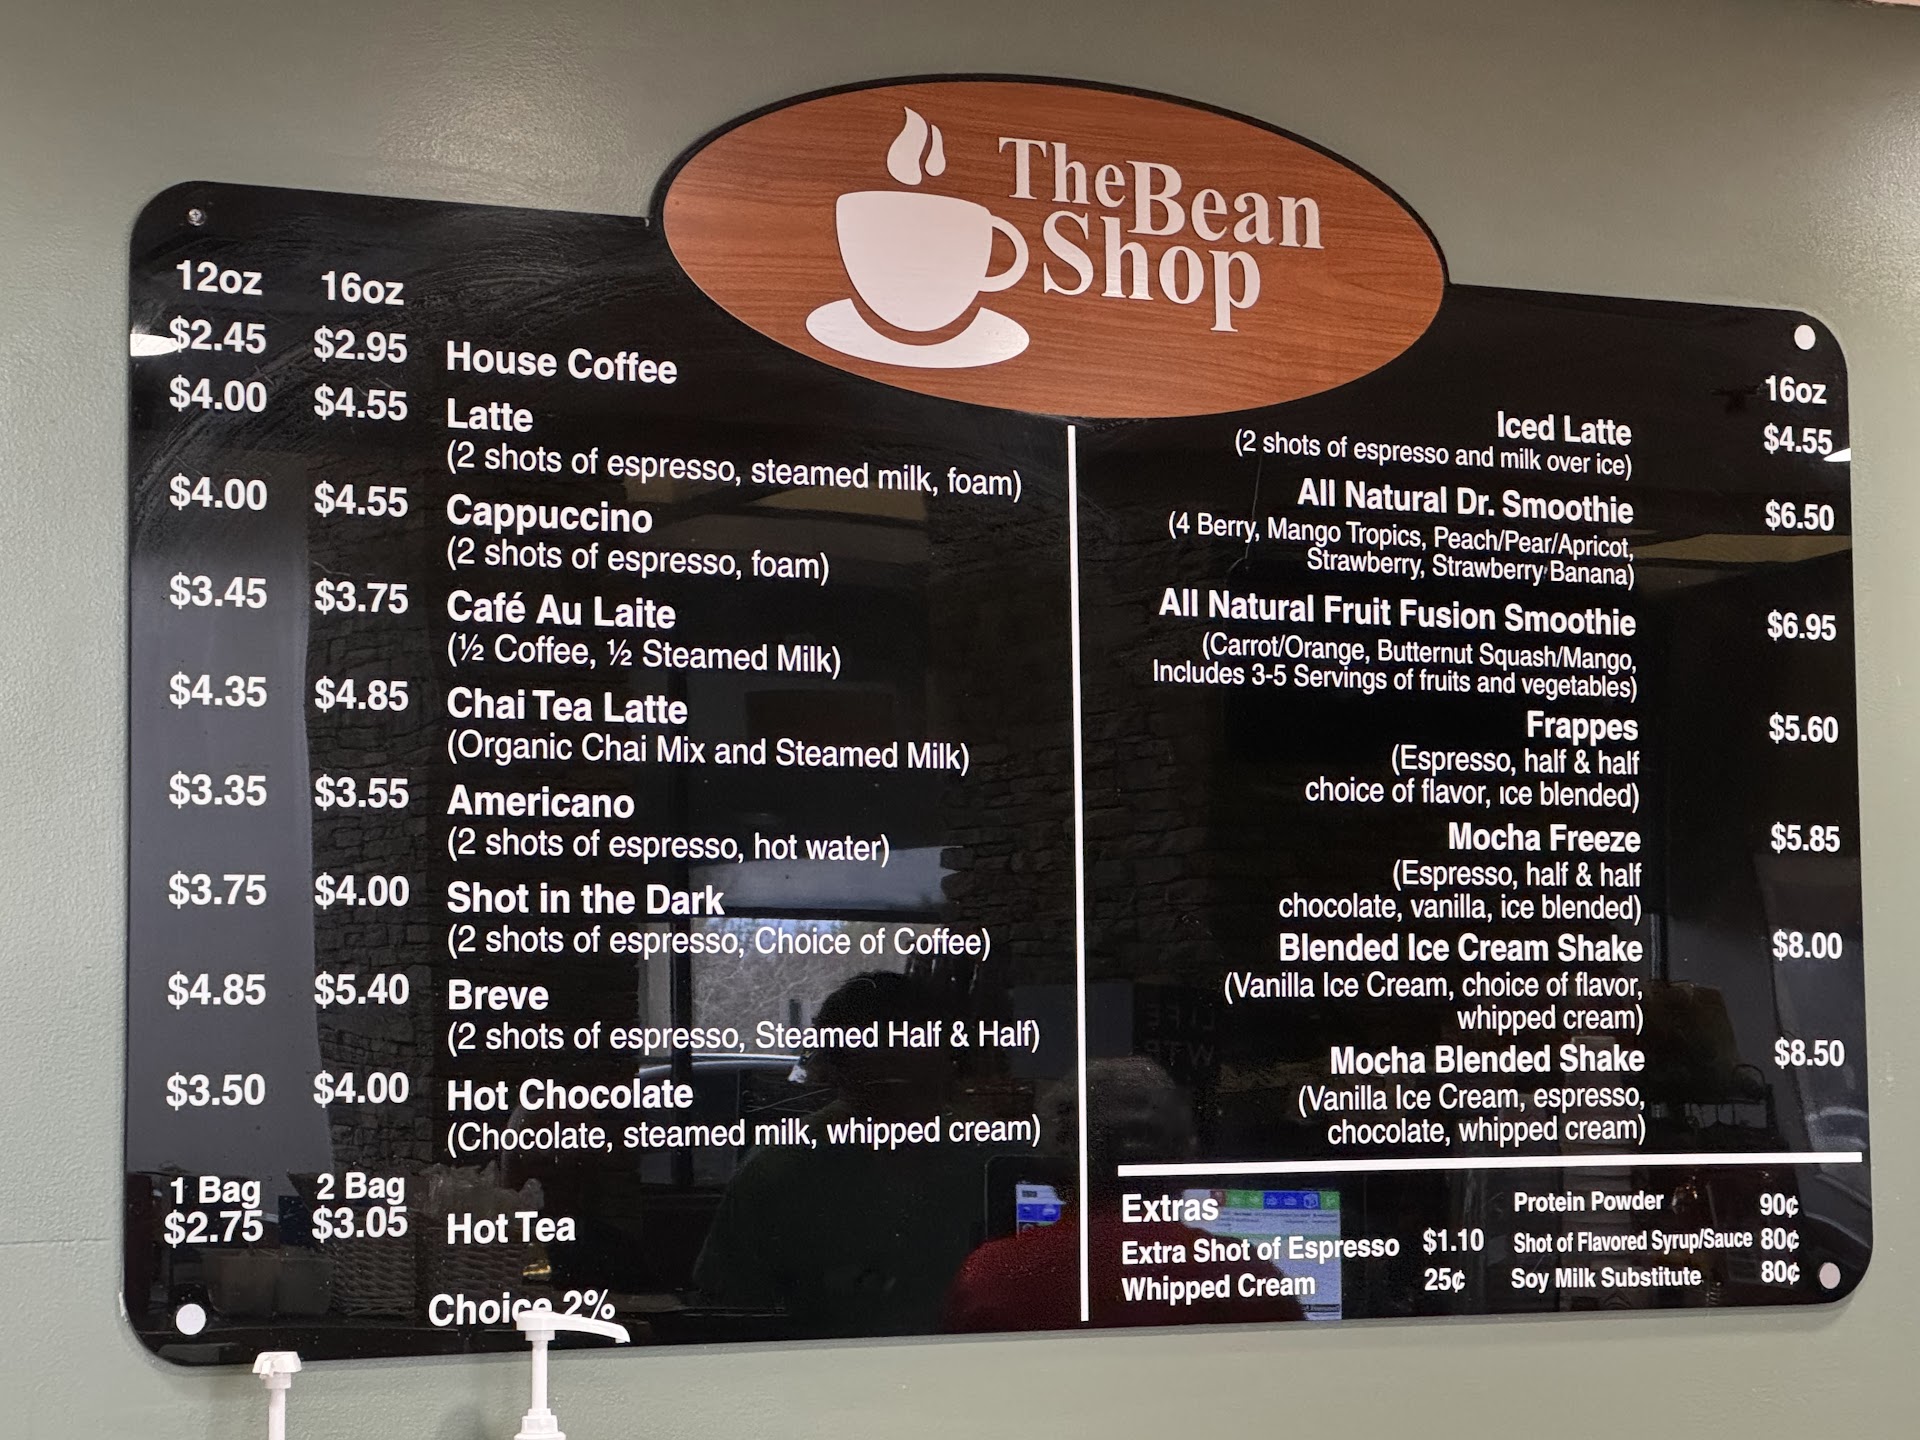 The Bean
Shop
12oz 16oz
$2.45 $2.95 House Coffee
$4.00 $4.55 Latte
(2 shots of espresso, steamed milk, foam)
$4.00 $4.55 Cappuccino
(2 shots of espresso, foam)
$3.45 $3.75 Café Au Laite
(½ Coffee, ½ Steamed Milk)
$4.35 $4.85 Chai Tea Latte
(Organic Chai Mix and Steamed Milk)
$3.35 $3.55 Americano
(2 shots of espresso, hot water)
$3.75 $4.00 Shot in the Dark
(2 shots of espresso, Choice of Coffee)
$4.85 $5.40 Breve
(2 shots of espresso, Steamed Half & Half)
$3.50 $4.00 Hot Chocolate
(Chocolate, steamed milk, whipped cream)
1 Bag 2 Bag
$2.75 $3.05 Hot Tea
Choice 2%
16oz
Iced Latte $4.55
(2 shots of espresso and milk over ice)
All Natural Dr. Smoothie $6.50
(4 Berry, Mango Tropics, Peach/Pear/Apricot,
Strawberry, Strawberry Banana)
All Natural Fruit Fusion Smoothie $6.95
(Carrot/Orange, Butternut Squash/Mango,
Includes 3-5 Servings of fruits and vegetables)
Frappes $5.60
(Espresso, half & half
choice of flavor, ice blended)
Mocha Freeze $5.85
(Espresso, half & half
chocolate, vanilla, ice blended)
Blended Ice Cream Shake $8.00
(Vanilla Ice Cream, choice of flavor,
whipped cream)
Mocha Blended Shake $8.50
(Vanilla Ice Cream, espresso,
chocolate, whipped cream)
Extras
Extra Shot of Espresso $1.10
Whipped Cream 25¢
Protein Powder 90¢
Shot of Flavored Syrup/Sauce 80¢
Soy Milk Substitute 80¢